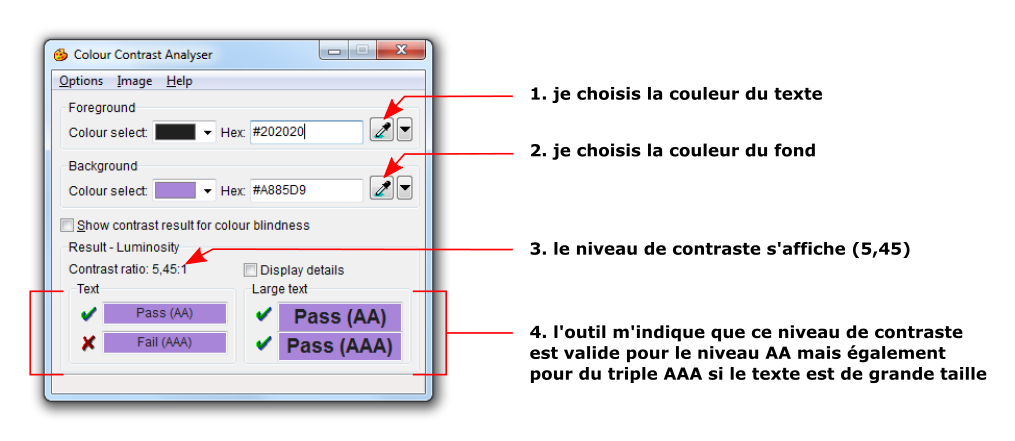 Colour Contrast Analyser
Options Image Help
Foreground
Colour select: Hex: #202020
1. je choisis la couleur du texte
Background
Colour select: Hex: #A885D9
2. je choisis la couleur du fond
Show contrast result for colour blindness
Result - Luminosity
Contrast ratio: 5,45:1
Display details
3. le niveau de contraste s'affiche (5,45)
Text
Pass (AA)
Fail (AAA)
Large text
Pass (AA)
Pass (AAA)
4. l'outil m'indique que ce niveau de contraste
est valide pour le niveau AA mais également
pour du triple AAA si le texte est de grande taille